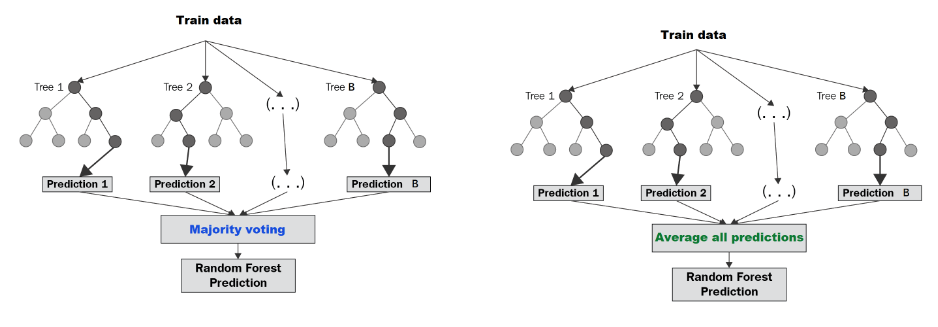 Train data
Tree 1
Tree 2
Tree B
(. . .)
Prediction 1
Prediction 2
(. . .)
Prediction B
Majority voting
Random Forest
Prediction
Train data
Tree 1
Tree 2
Tree B
(. . .)
Prediction 1
Prediction 2
(. . .)
Prediction B
Average all predictions
Random Forest
Prediction